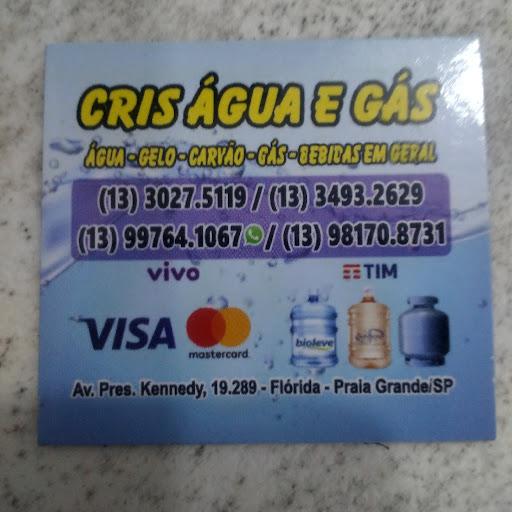 CRIS ÁGUA E GÁS
ÁGUA - GELO - CARVÃO - GÁS - BEBIDAS EM GERAL
(13) 3027.5119 / (13) 3493.2629
(13) 99764.1067 / (13) 98170.8731
vivo TIM
VISA mastercard bioleve
Av. Pres. Kennedy, 19.289 - Flórida - Praia Grande/SP